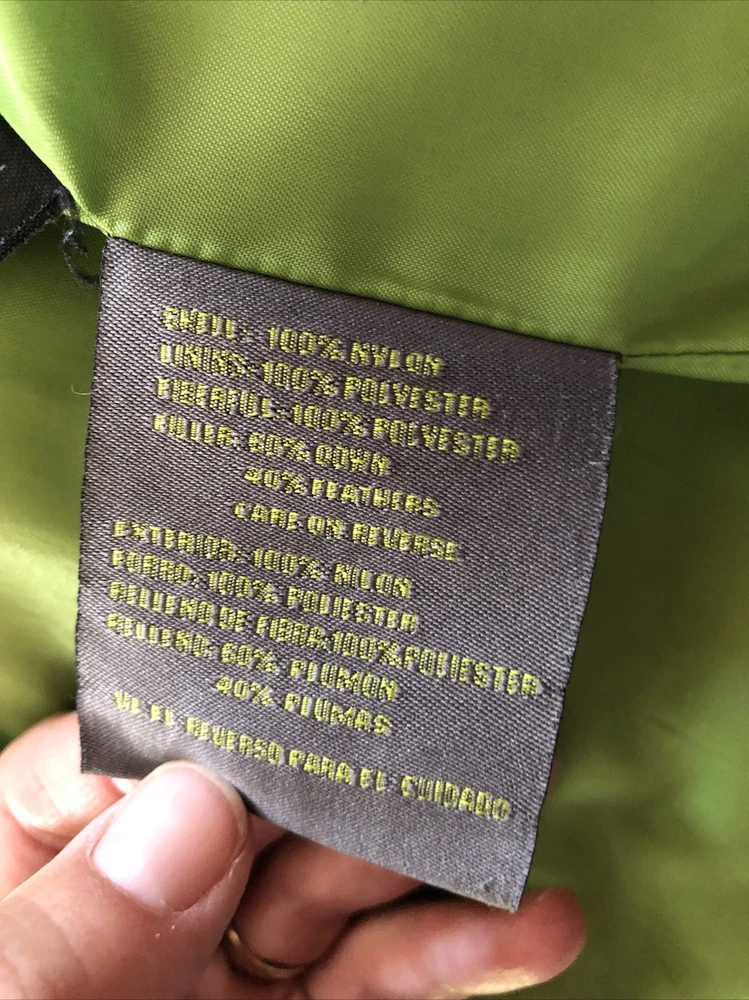 SHELL: 100% NYLON
LINING: 100% POLYESTER
FIBERFILL: 100% POLYESTER
FILLER: 60% DOWN
40% FEATHERS
CARE ON REVERSE
EXTERIOR: 100% NILON
FORRO: 100% POLIESTER
RELLENO DE FIBRA:100% POLIESTER
RELLENO: 60% PLUMON
40% PLUMAS
VE EL REVERSO PARA EL CUIDADO